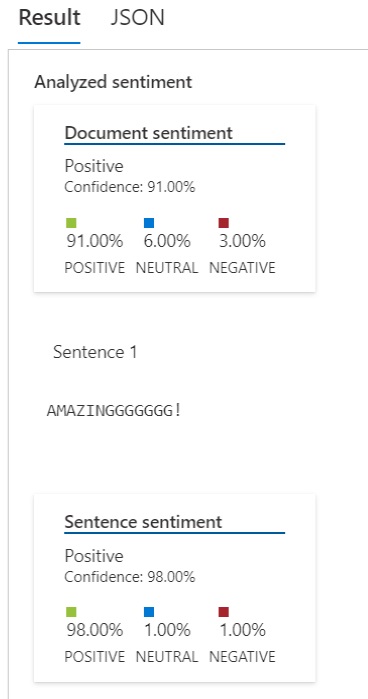 Result JSON
Analyzed sentiment
Document sentiment
Positive
Confidence: 91.00%
91.00% 6.00% 3.00%
POSITIVE NEUTRAL NEGATIVE
Sentence 1
AMAZINGGGGGGG!
Sentence sentiment
Positive
Confidence: 98.00%
98.00% 1.00% 1.00%
POSITIVE NEUTRAL NEGATIVE